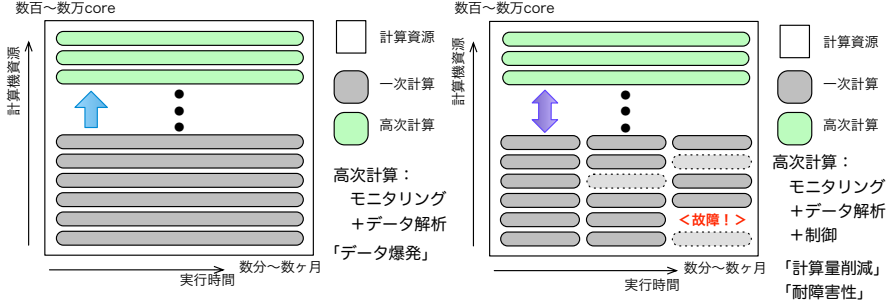 数百～数万core
計算機資源
計算資源
一次計算
高次計算
高次計算：
モニタリング
＋データ解析
「データ爆発」
数分～数ヶ月
実行時間
数百～数万core
計算機資源
計算資源
一次計算
高次計算
高次計算：
モニタリング
＋データ解析
＋制御
＜故障！＞
「計算量削減」
「耐障害性」
数分～数ヶ月
実行時間